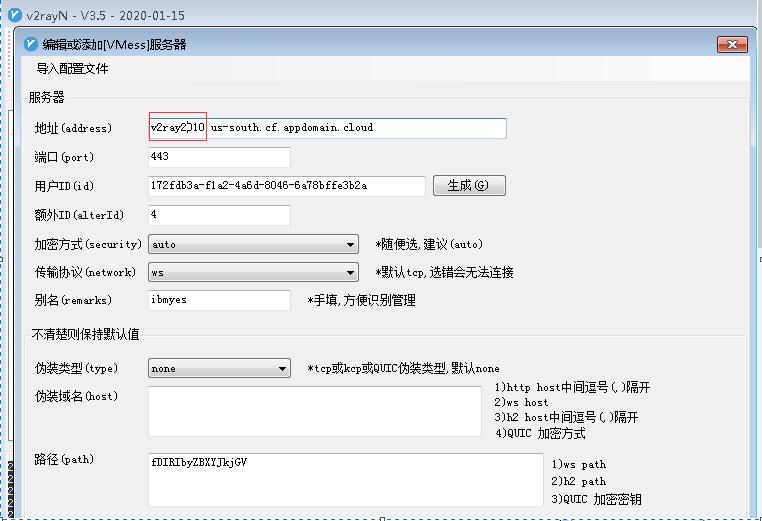 v2rayN - V3.5 - 2020-01-15
编辑或添加[VMess]服务器
导入配置文件
服务器
地址(address) us-south.cf.appdomain.cloud
端口(port) 443
用户ID(id) 172fdb3a-f1a2-4a6d-8046-6a78bffe3b2a 生成(G)
额外ID(alterId) 4
加密方式(security) auto *随便选,建议(auto)
传输协议(network) ws *默认tcp,选错会无法连接
别名(remarks) ibmyes *手填,方便识别管理
不清楚则保持默认值
伪装类型(type) none *tcp或kcp或QUIC伪装类型,默认none
伪装域名(host)
1)http host中间逗号(,)隔开
2)ws host
3)h2 host中间逗号(,)隔开
4)QUIC 加密方式
路径(path) fDIRIbyZBXYJkjGV
1)ws path
2)h2 path
3)QUIC 加密密钥